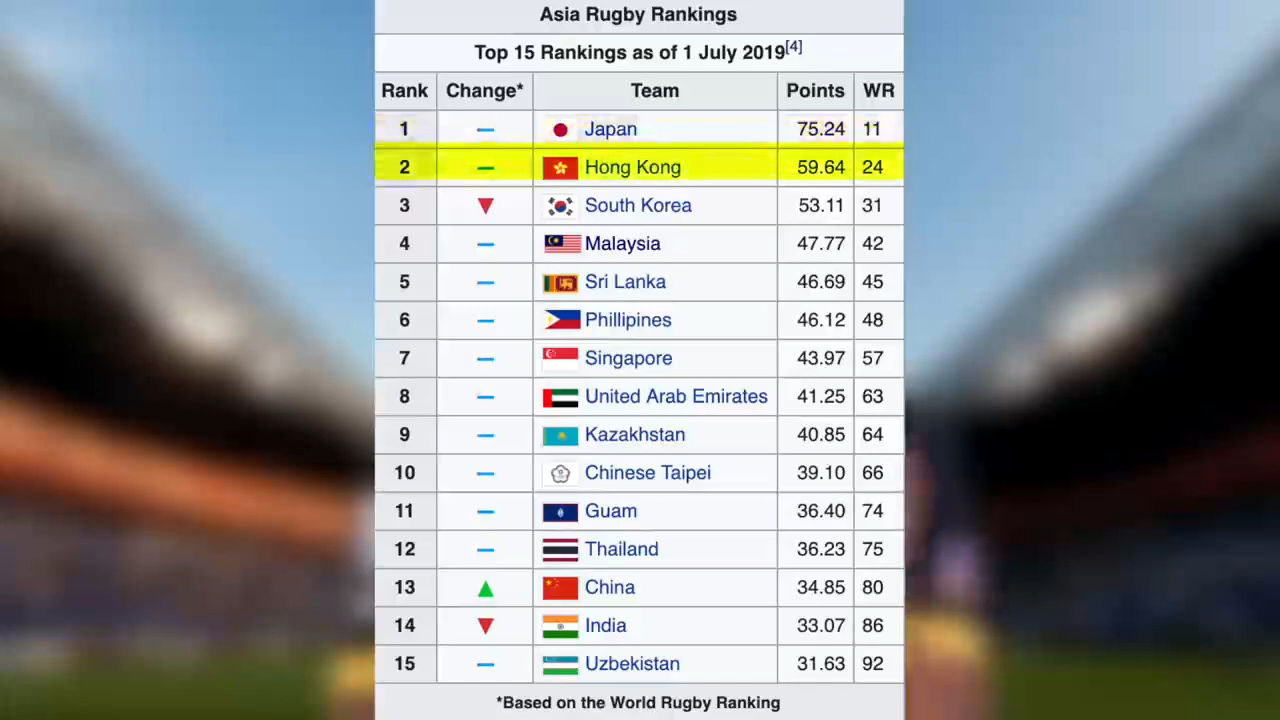 Asia Rugby Rankings
Top 15 Rankings as of 1 July 2019[4]
Rank Change* Team Points WR
1 — Japan 75.24 11
2 — Hong Kong 59.64 24
3 ▼ South Korea 53.11 31
4 — Malaysia 47.77 42
5 — Sri Lanka 46.69 45
6 — Phillipines 46.12 48
7 — Singapore 43.97 57
8 — United Arab Emirates 41.25 63
9 — Kazakhstan 40.85 64
10 — Chinese Taipei 39.10 66
11 — Guam 36.40 74
12 — Thailand 36.23 75
13 ▲ China 34.85 80
14 ▼ India 33.07 86
15 — Uzbekistan 31.63 92
*Based on the World Rugby Ranking